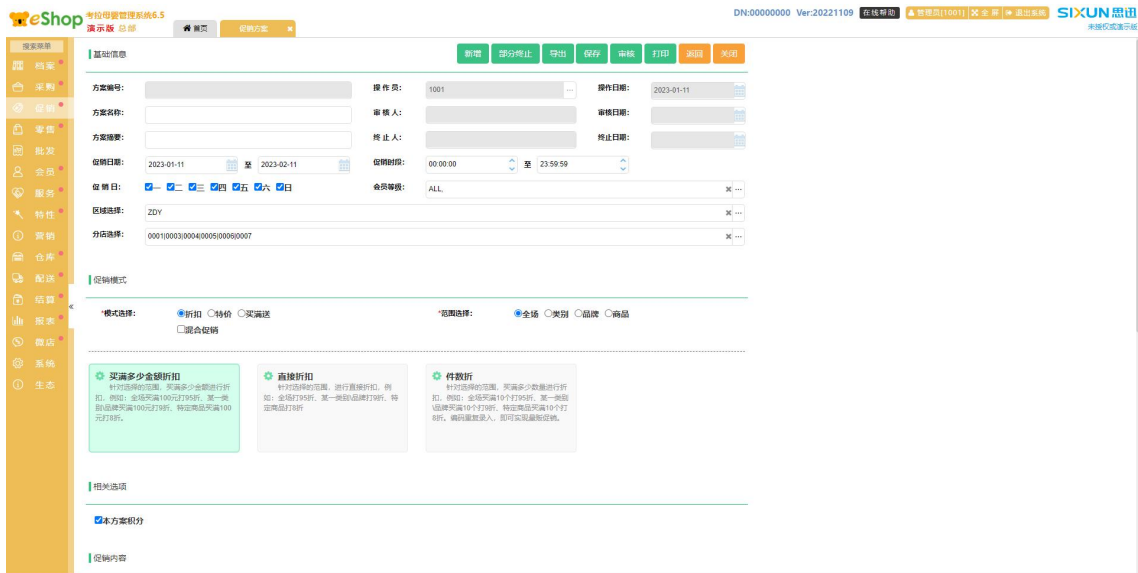 eShop 考拉母婴管理系统6.5
演示版 总部
首页
促销方案
DN:00000000 Ver:20221109 在线帮助 管理员[1001] 全 屏 退出系统
SIXUN 思迅
未授权或演示版
搜索菜单
档案
采购
促销
零售
批发
会员
服务
特性
营销
仓库
配送
结算
报表
微店
系统
生态
基础信息
新增 部分终止 导出 保存 审核 打印 返回 关闭
方案编号: 操 作 员: 1001 操作日期: 2023-01-11
方案名称: 审 核 人: 审核日期:
方案摘要: 终 止 人: 终止日期:
促销日期: 2023-01-11 至 2023-02-11 促销时段: 00:00:00 至 23:59:59
促 销 日: 一 二 三 四 五 六 日 会员等级: ALL,
区域选择: ZDY
分店选择: 0001|0003|0004|0005|0006|0007
促销模式
*模式选择: 折扣 特价 买满送 *范围选择: 全场 类别 品牌 商品
混合促销
买满多少金额折扣
针对选择的范围，买满多少金额进行折
扣，例如：全场买满100元打95折，某一类
别\品牌买满100元打9折，特定商品买满100
元打8折。
直接折扣
针对选择的范围，进行直接折扣，例
如：全场打95折，某一类别\品牌打9折，特
定商品打8折
件数折
针对选择的范围，买满多少数量进行折
扣，例如：全场买满10个打95折，某一类别
\品牌买满10个打9折，特定商品买满10个打
8折。编码重复录入，即可实现量贩促销。
相关选项
本方案积分
促销内容